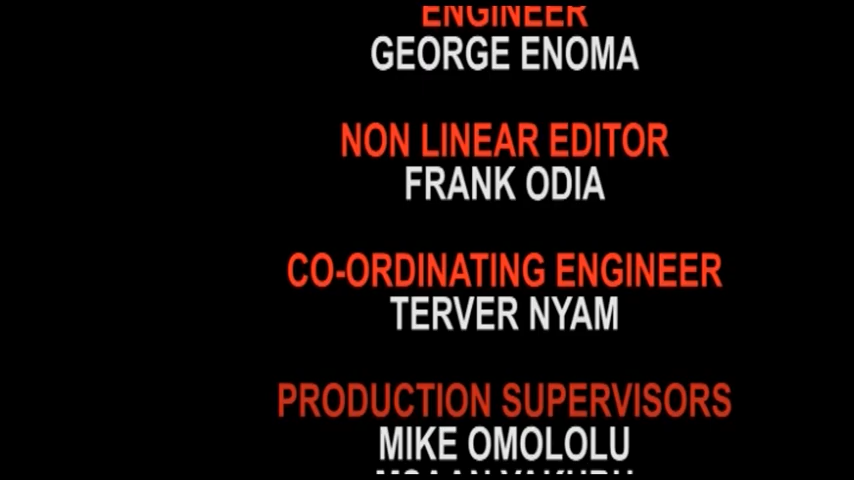 ENGINEER
GEORGE ENOMA
NON LINEAR EDITOR
FRANK ODIA
CO-ORDINATING ENGINEER
TERVER NYAM
PRODUCTION SUPERVISORS
MIKE OMOLOLU